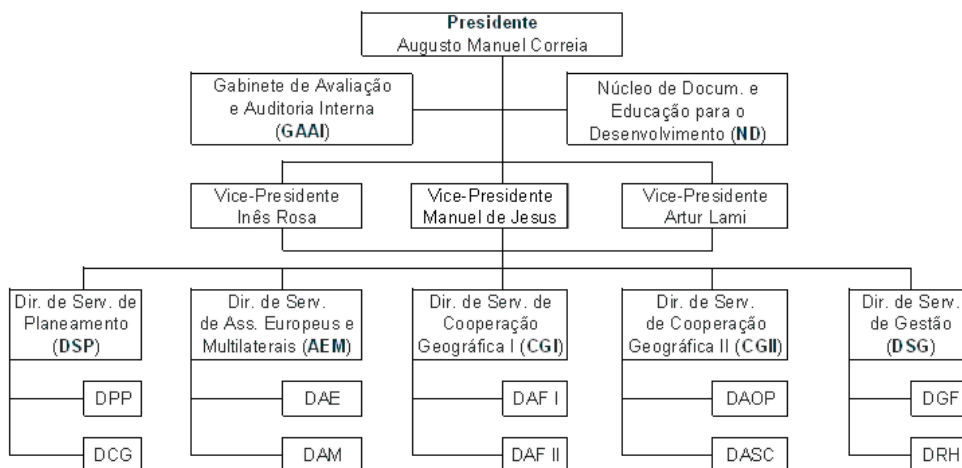 Presidente
Augusto Manuel Correia
Gabinete de Avaliação
e Auditoria Interna
(GAAI)
Núcleo de Docum. e
Educação para o
Desenvolvimento (ND)
Vice-Presidente
Inês Rosa
Vice-Presidente
Manuel de Jesus
Vice-Presidente
Artur Lami
Dir. de Serv. de
Planeamento
(DSP)
Dir. de Serv.
de Ass. Europeus e
Multilaterais (AEM)
Dir. de Serv. de
Cooperação
Geográfica I (CGI)
Dir. de Serv.
de Cooperação
Geográfica II (CGII)
Dir. de Serv.
de Gestão
(DSG)
DPP
DAE
DAF I
DAOP
DGF
DCG
DAM
DAF II
DASC
DRH